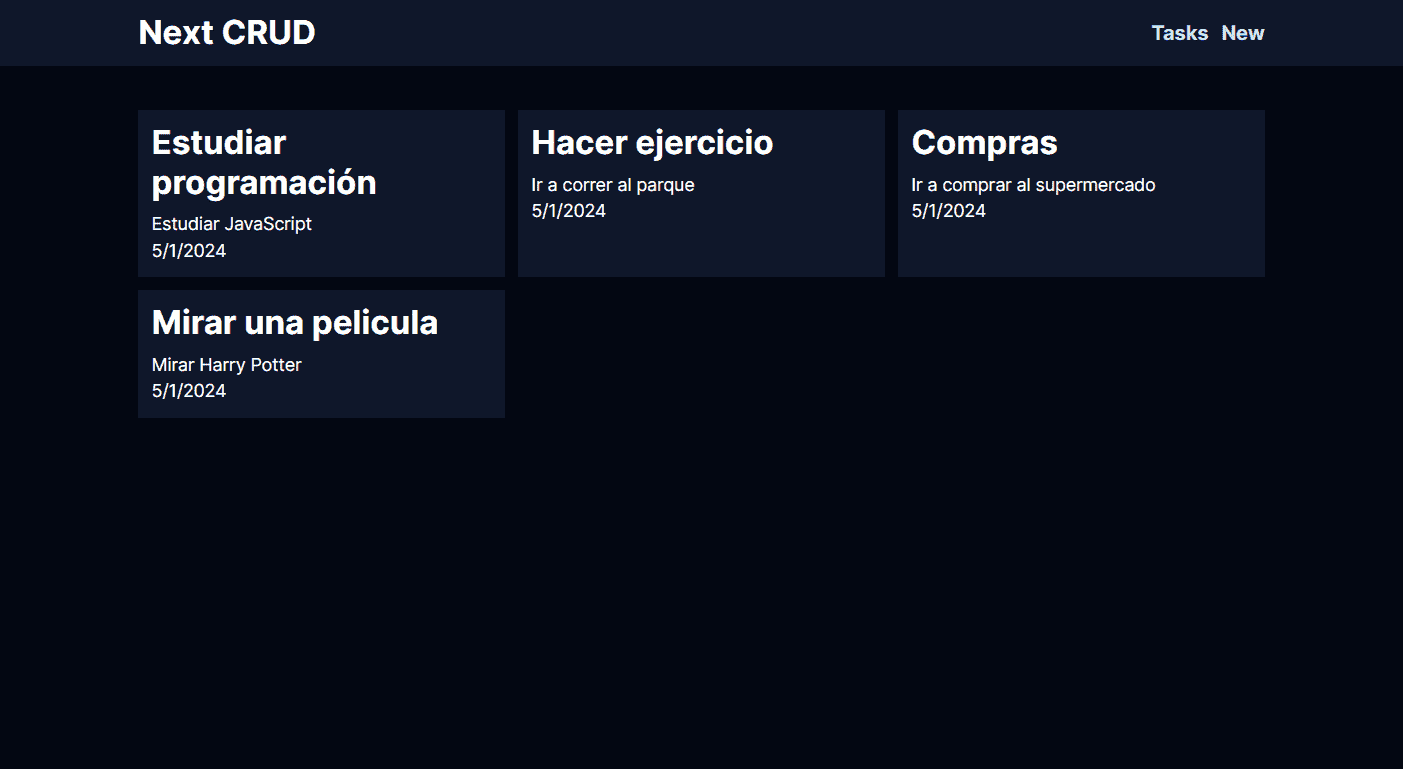 Next CRUD
Tasks New
Estudiar
programación
Estudiar JavaScript
5/1/2024
Hacer ejercicio
Ir a correr al parque
5/1/2024
Compras
Ir a comprar al supermercado
5/1/2024
Mirar una pelicula
Mirar Harry Potter
5/1/2024